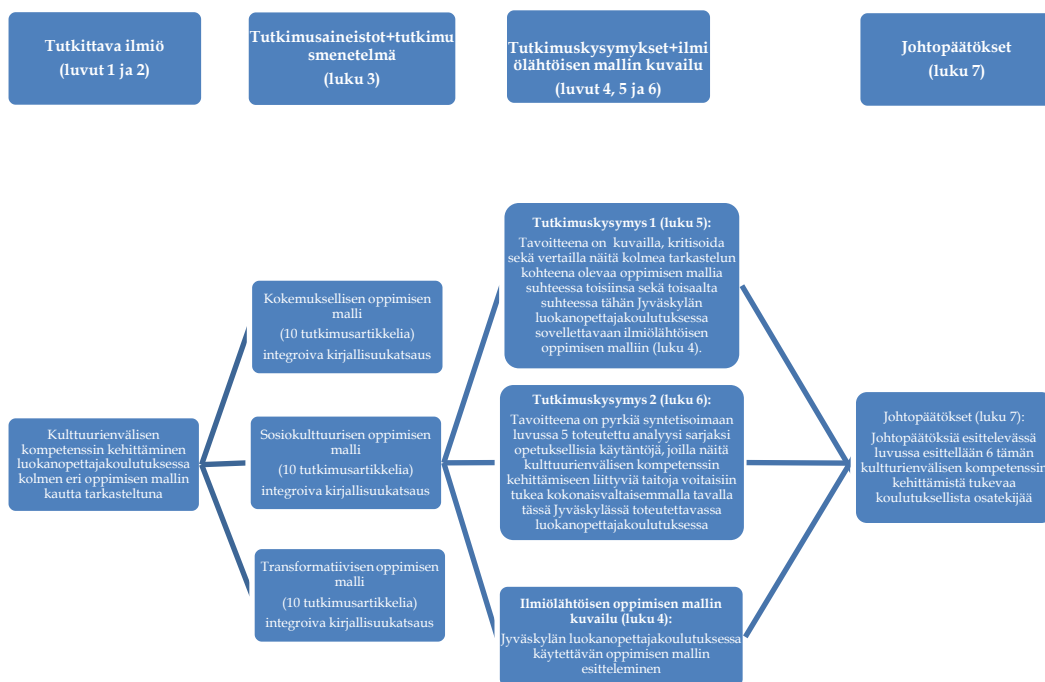 Tutkittava ilmiö
(luvut 1 ja 2)
Tutkimusaineistot+tutkimu
smenetelmä
(luku 3)
Tutkimuskysymykset+ilmi
ölähtöisen mallin kuvailu
(luvut 4, 5 ja 6)
Johtopäätökset
(luku 7)
Kulttuurienvälisen
kompetenssin kehittäminen
luokanopettajakoulutuksessa
kolmen eri oppimisen mallin
kautta tarkasteltuna
Kokemuksellisen oppimisen
malli
(10 tutkimusartikkelia)
integroiva kirjallisuukatsaus
Sosiokulttuurisen oppimisen
malli
(10 tutkimusartikkelia)
integroiva kirjallisuukatsaus
Transformatiivisen oppimisen
malli
(10 tutkimusartikkelia)
integroiva kirjallisuukatsaus
Tutkimuskysymys 1 (luku 5):
Tavoitteena on kuvailla, kritisoida
sekä vertailla näitä kolmea tarkastelun
kohteena olevaa oppimisen mallia
suhteessa toisiinsa sekä toisaalta
suhteessa tähän Jyväskylän
luokanopettajakoulutuksessa
sovellettavaan ilmiölähtöisen
oppimisen malliin (luku 4).
Tutkimuskysymys 2 (luku 6):
Tavoitteena on pyrkiä syntetisoimaan
luvussa 5 toteutettu analyysi sarjaksi
opetuksellisia käytäntöjä, joilla näitä
kulttuurienvälisen kompetenssin
kehittämiseen liittyviä taitoja voitaisiin
tukea kokonaisvaltaisemmalla tavalla
tässä Jyväskylässä toteutettavassa
luokanopettajakoulutuksessa
Ilmiölähtöisen oppimisen mallin
kuvailu (luku 4):
Jyväskylän luokanopettajakoulutuksessa
käytettävän oppimisen mallin
esitteleminen
Johtopäätökset (luku 7):
Johtopäätöksiä esittelevässä
luvussa esitellään 6 tämän
kultturienvälisen kompetenssin
kehittämistä tukevaa
koulutuksellista osatekijää